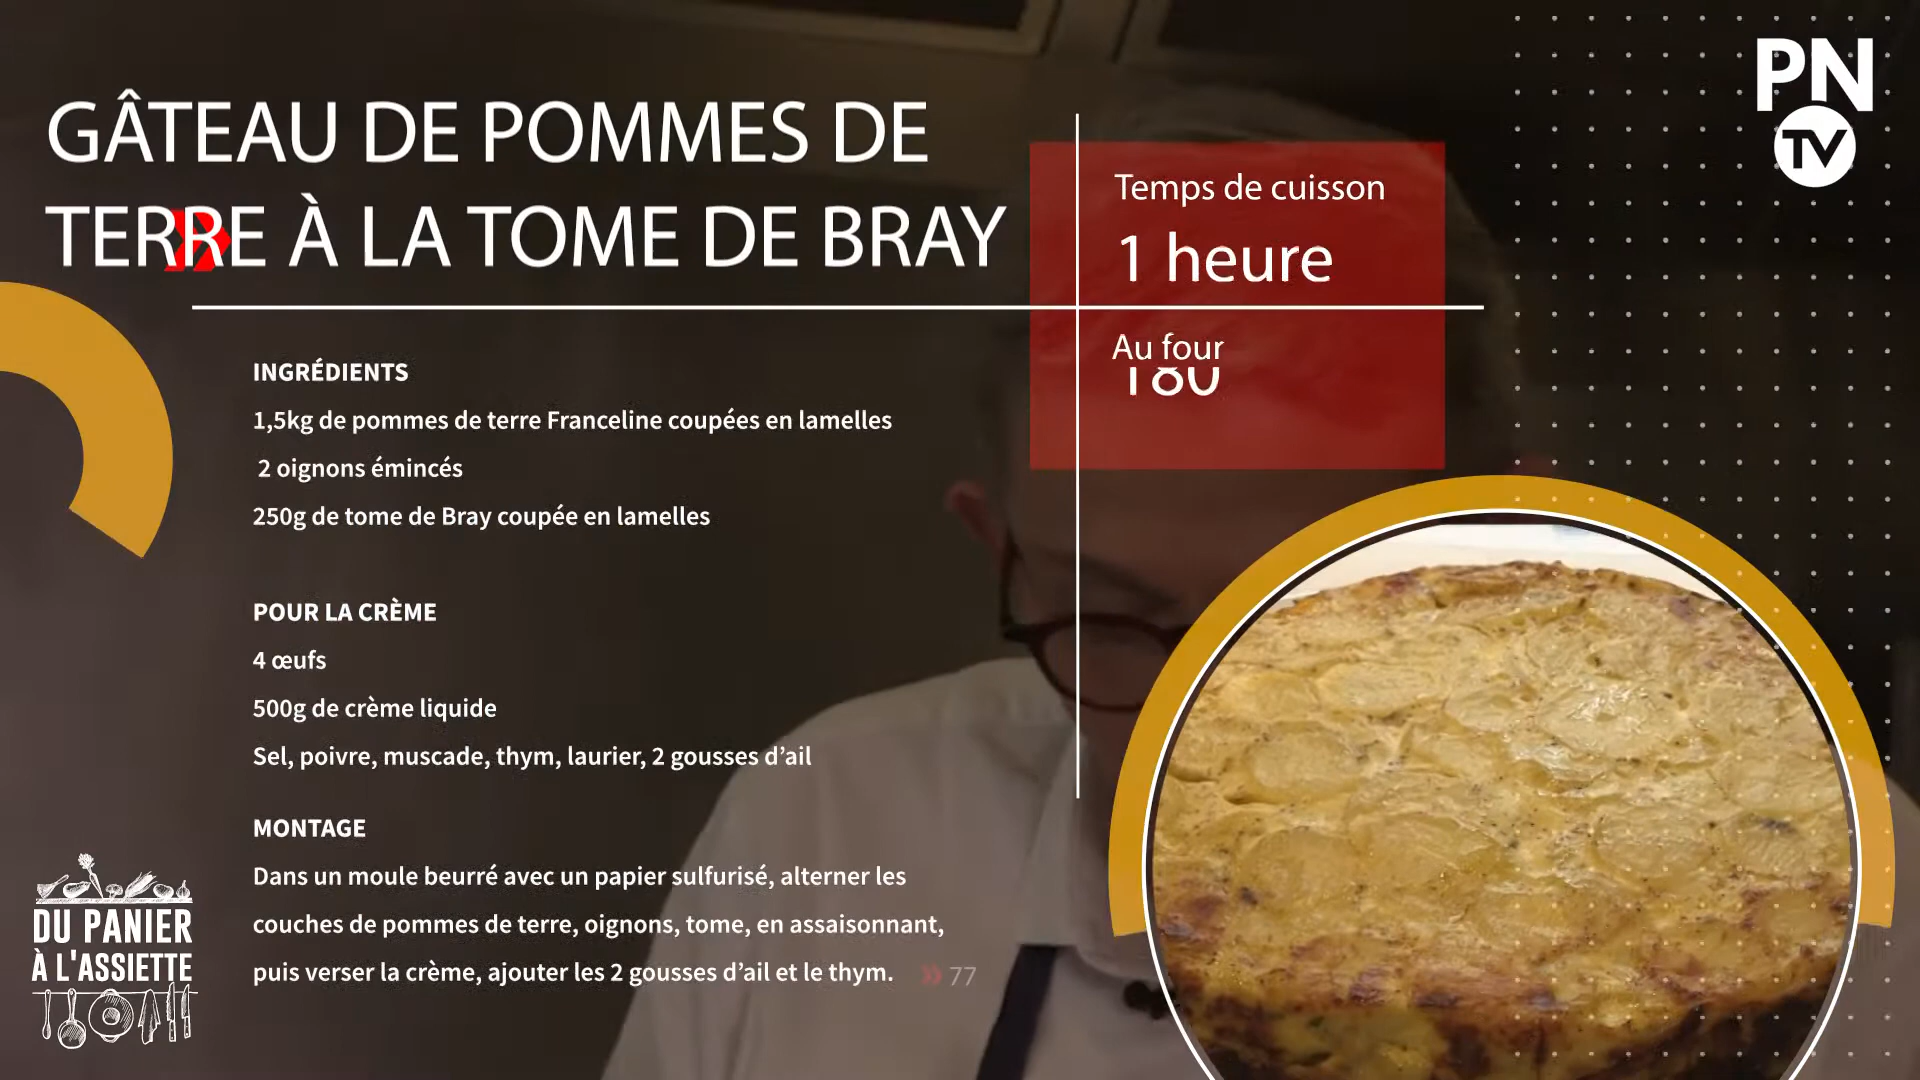 PN
TV
GÂTEAU DE POMMES DE
TERRE À LA TOME DE BRAY
Temps de cuisson
1 heure
Au four
180
INGRÉDIENTS
1,5kg de pommes de terre Franceline coupées en lamelles
2 oignons émincés
250g de tome de Bray coupée en lamelles
POUR LA CRÈME
4 œufs
500g de crème liquide
Sel, poivre, muscade, thym, laurier, 2 gousses d’ail
MONTAGE
Dans un moule beurré avec un papier sulfurisé, alterner les
couches de pommes de terre, oignons, tome, en assaisonnant,
puis verser la crème, ajouter les 2 gousses d’ail et le thym.
77
DU PANIER
À L'ASSIETTE